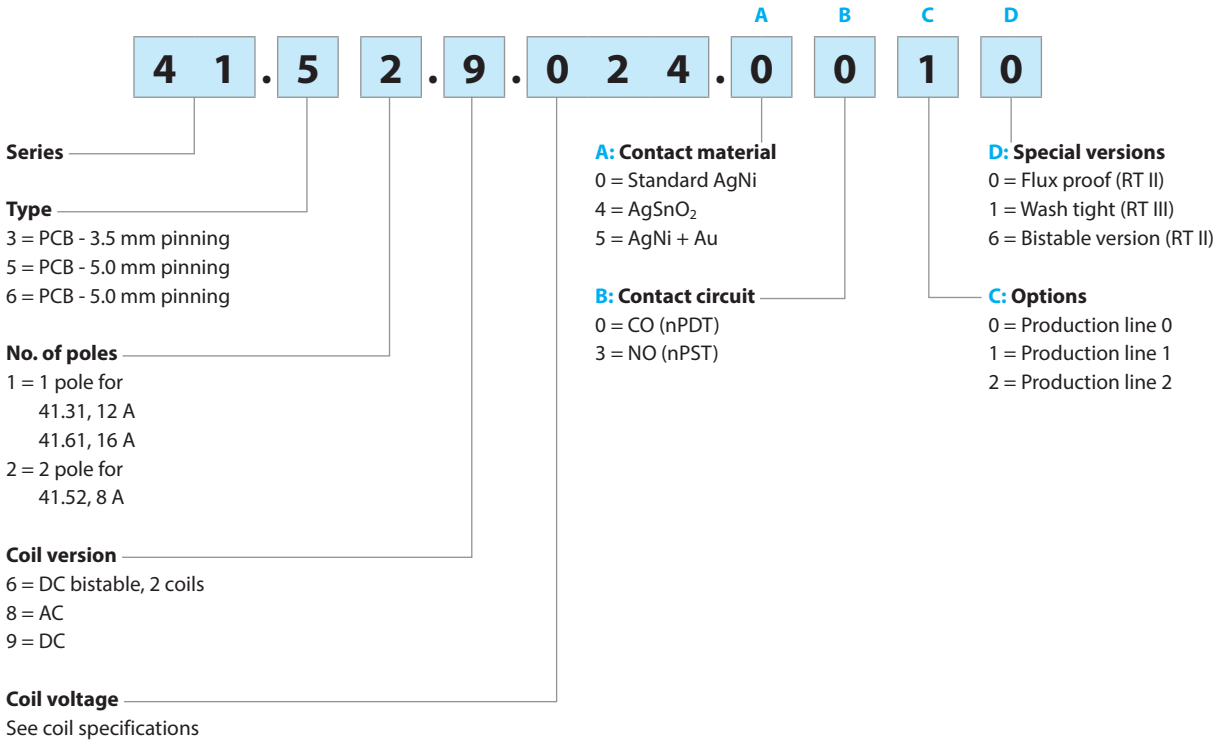 A B C D
4 1 . 5 2 . 9 . 0 2 4 . 0 0 1 0
Series
Type
3 = PCB - 3.5 mm pinning
5 = PCB - 5.0 mm pinning
6 = PCB - 5.0 mm pinning
No. of poles
1 = 1 pole for
41.31, 12 A
41.61, 16 A
2 = 2 pole for
41.52, 8 A
Coil version
6 = DC bistable, 2 coils
8 = AC
9 = DC
Coil voltage
See coil specifications
A: Contact material
0 = Standard AgNi
4 = AgSnO₂
5 = AgNi + Au
B: Contact circuit
0 = CO (nPDT)
3 = NO (nPST)
D: Special versions
0 = Flux proof (RT II)
1 = Wash tight (RT III)
6 = Bistable version (RT II)
C: Options
0 = Production line 0
1 = Production line 1
2 = Production line 2